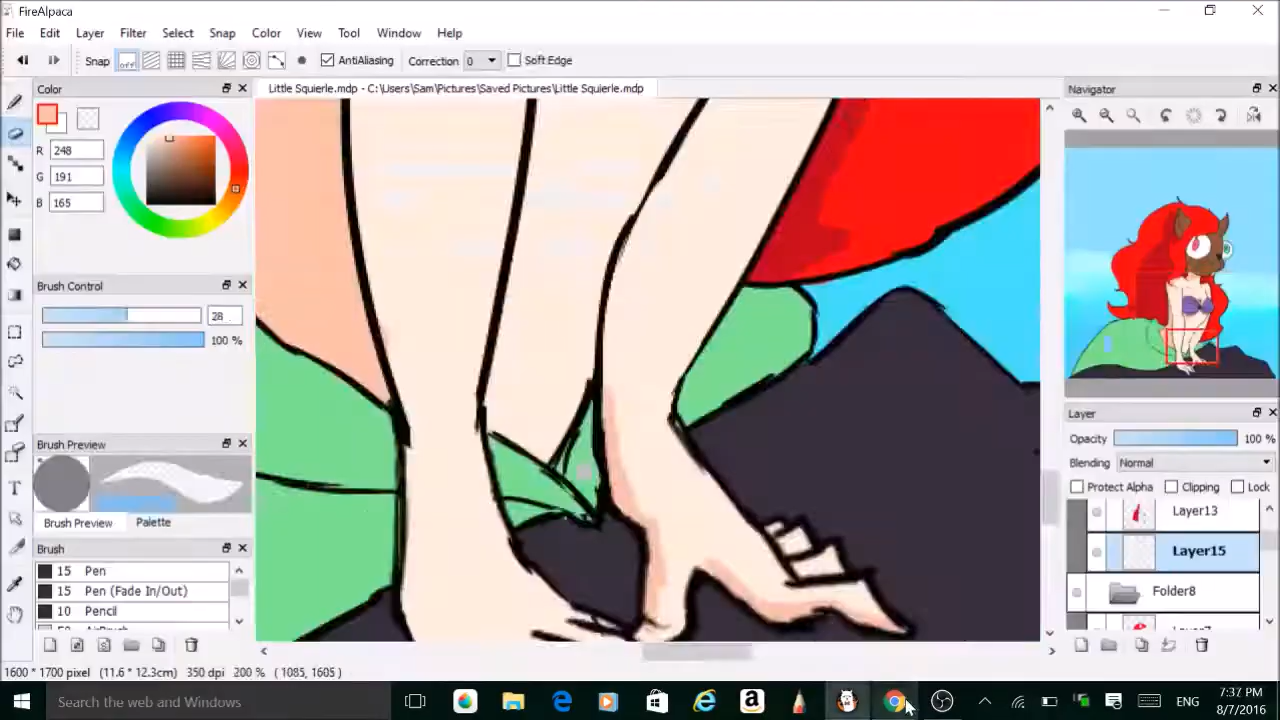 FireAlpaca
File Edit Layer Filter Select Snap Color View Tool Window Help
Snap off AntiAliasing Correction 0 Soft Edge
Color
Little Squierle.mdp - C:\Users\Sam\Pictures\Saved Pictures\Little Squierle.mdp
Navigator
R 248
G 191
B 165
Brush Control
28
100 %
Layer
Opacity 100 %
Blending Normal
Protect Alpha Clipping Lock
Layer13
Layer15
Folder8
Brush Preview
Brush Preview Palette
Brush
15 Pen
15 Pen (Fade In/Out)
10 Pencil
1600 * 1700 pixel (11.6 * 12.3cm) 350 dpi 200 % ( 1085, 1605 )
Search the web and Windows
ENG
7:37 PM
8/7/2016